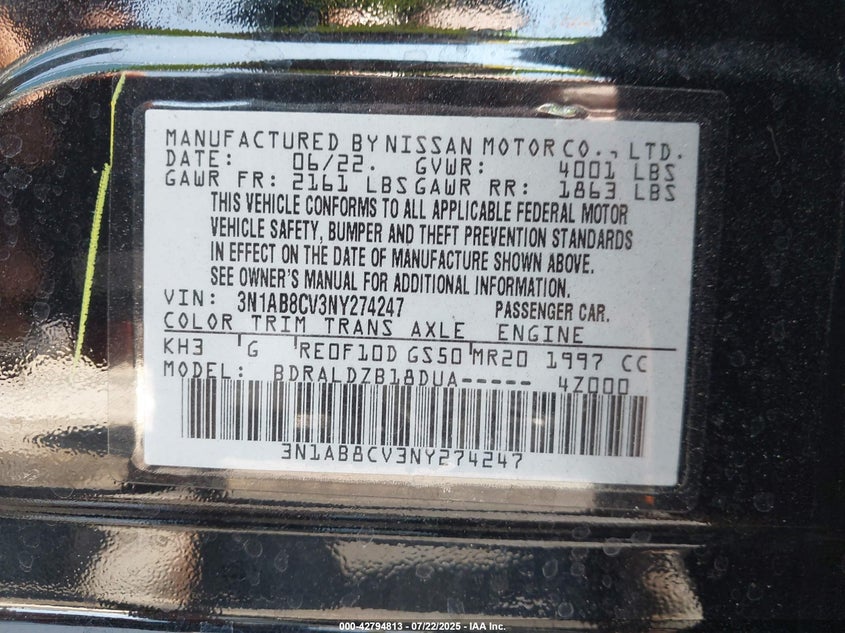 MANUFACTURED BY NISSAN MOTOR CO., LTD.
DATE: 06/22. GVWR: 4001 LBS
GAWR FR: 2161 LBS GAWR RR: 1863 LBS
THIS VEHICLE CONFORMS TO ALL APPLICABLE FEDERAL MOTOR
VEHICLE SAFETY, BUMPER AND THEFT PREVENTION STANDARDS
IN EFFECT ON THE DATE OF MANUFACTURE SHOWN ABOVE.
SEE OWNER'S MANUAL FOR ADDITIONAL INFORMATION.
VIN: 3N1AB8CV3NY274247 PASSENGER CAR.
COLOR TRIM TRANS AXLE ENGINE
KH3 G RE0F10D GS50 MR20 1997 CC
MODEL: BDRALDZB18DUA----- 4Z000
3N1AB8CV3NY274247
000-42794813 - 07/22/2025 - IAA Inc.